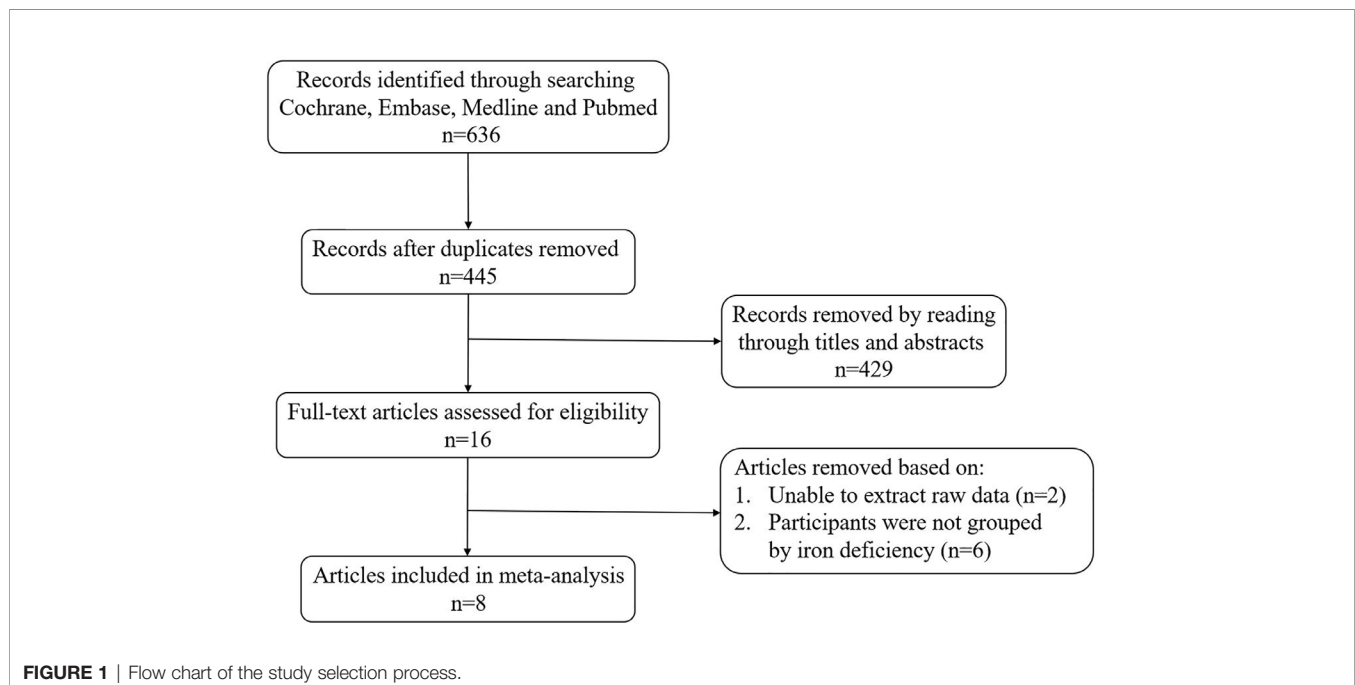 Records identified through searching
Cochrane, Embase, Medline and Pubmed
n=636
Records after duplicates removed
n=445
Records removed by reading
through titles and abstracts
n=429
Full-text articles assessed for eligibility
n=16
Articles removed based on:
1. Unable to extract raw data (n=2)
2. Participants were not grouped
by iron deficiency (n=6)
Articles included in meta-analysis
n=8
FIGURE 1 | Flow chart of the study selection process.